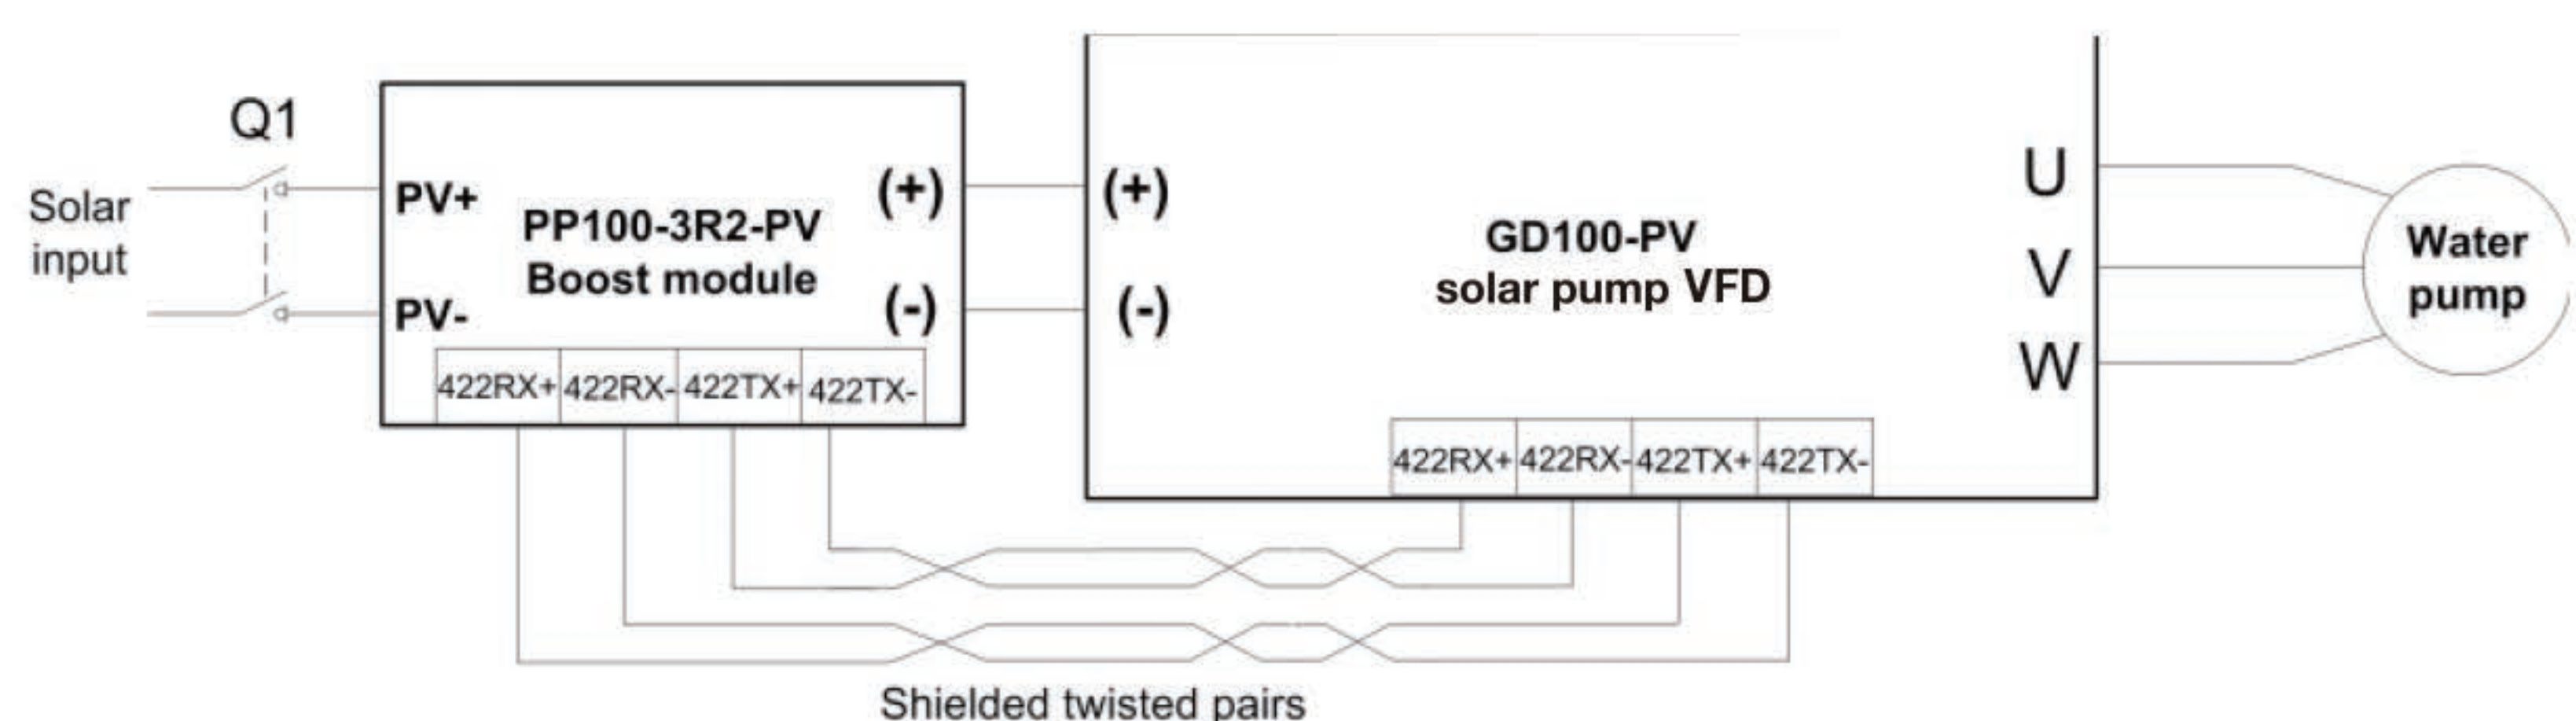 Q1
Solar
input
PV+
PV-
PP100-3R2-PV
Boost module
(+)
(-)
422RX+ 422RX- 422TX+ 422TX-
(+)
(-)
GD100-PV
solar pump VFD
422RX+ 422RX- 422TX+ 422TX-
U
V
W
Water
pump
Shielded twisted pairs